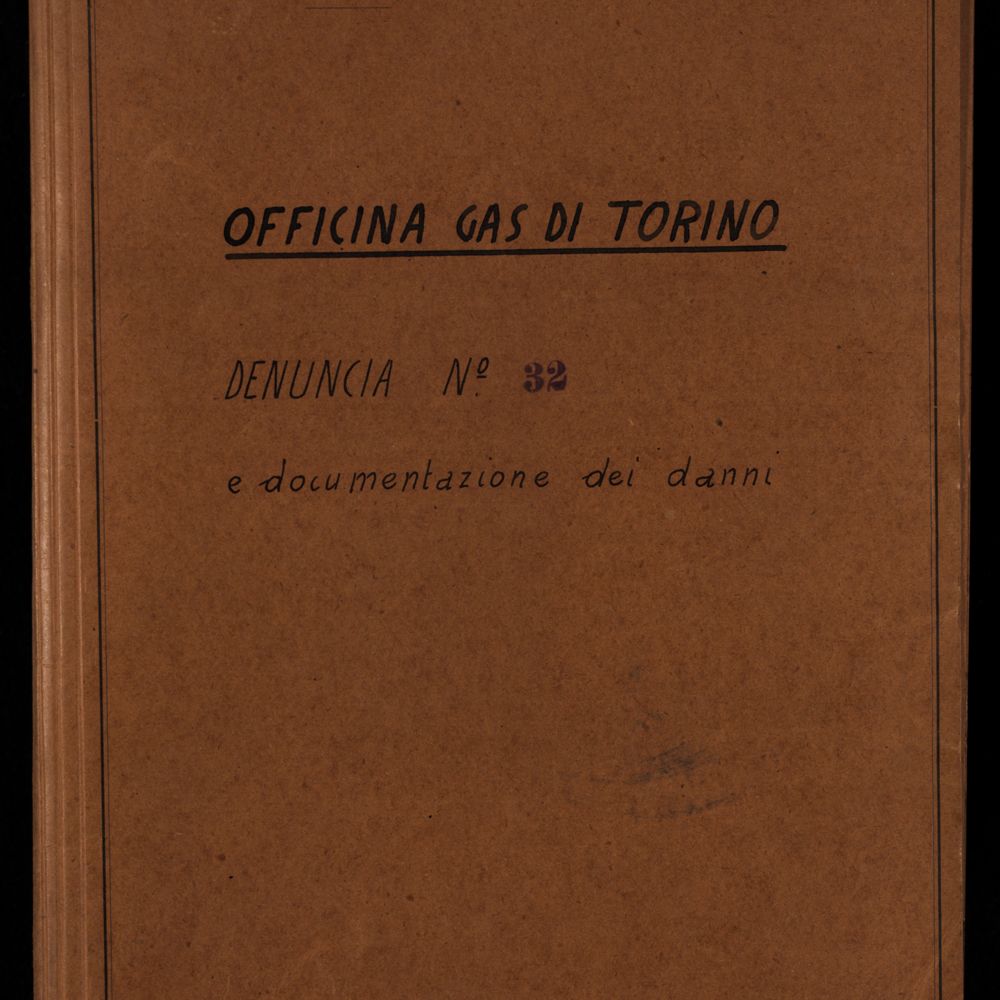 OFFICINA GAS DI TORINO
DENUNCIA Nº 32
e documentazione dei danni